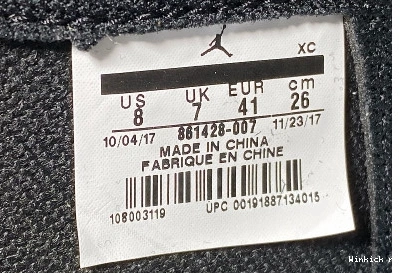 XC
US UK EUR cm
8 7 41 26
10/04/17 861428-007 11/23/17
MADE IN CHINA
FABRIQUE EN CHINE
108003119 UPC 00191887134015
Winkick